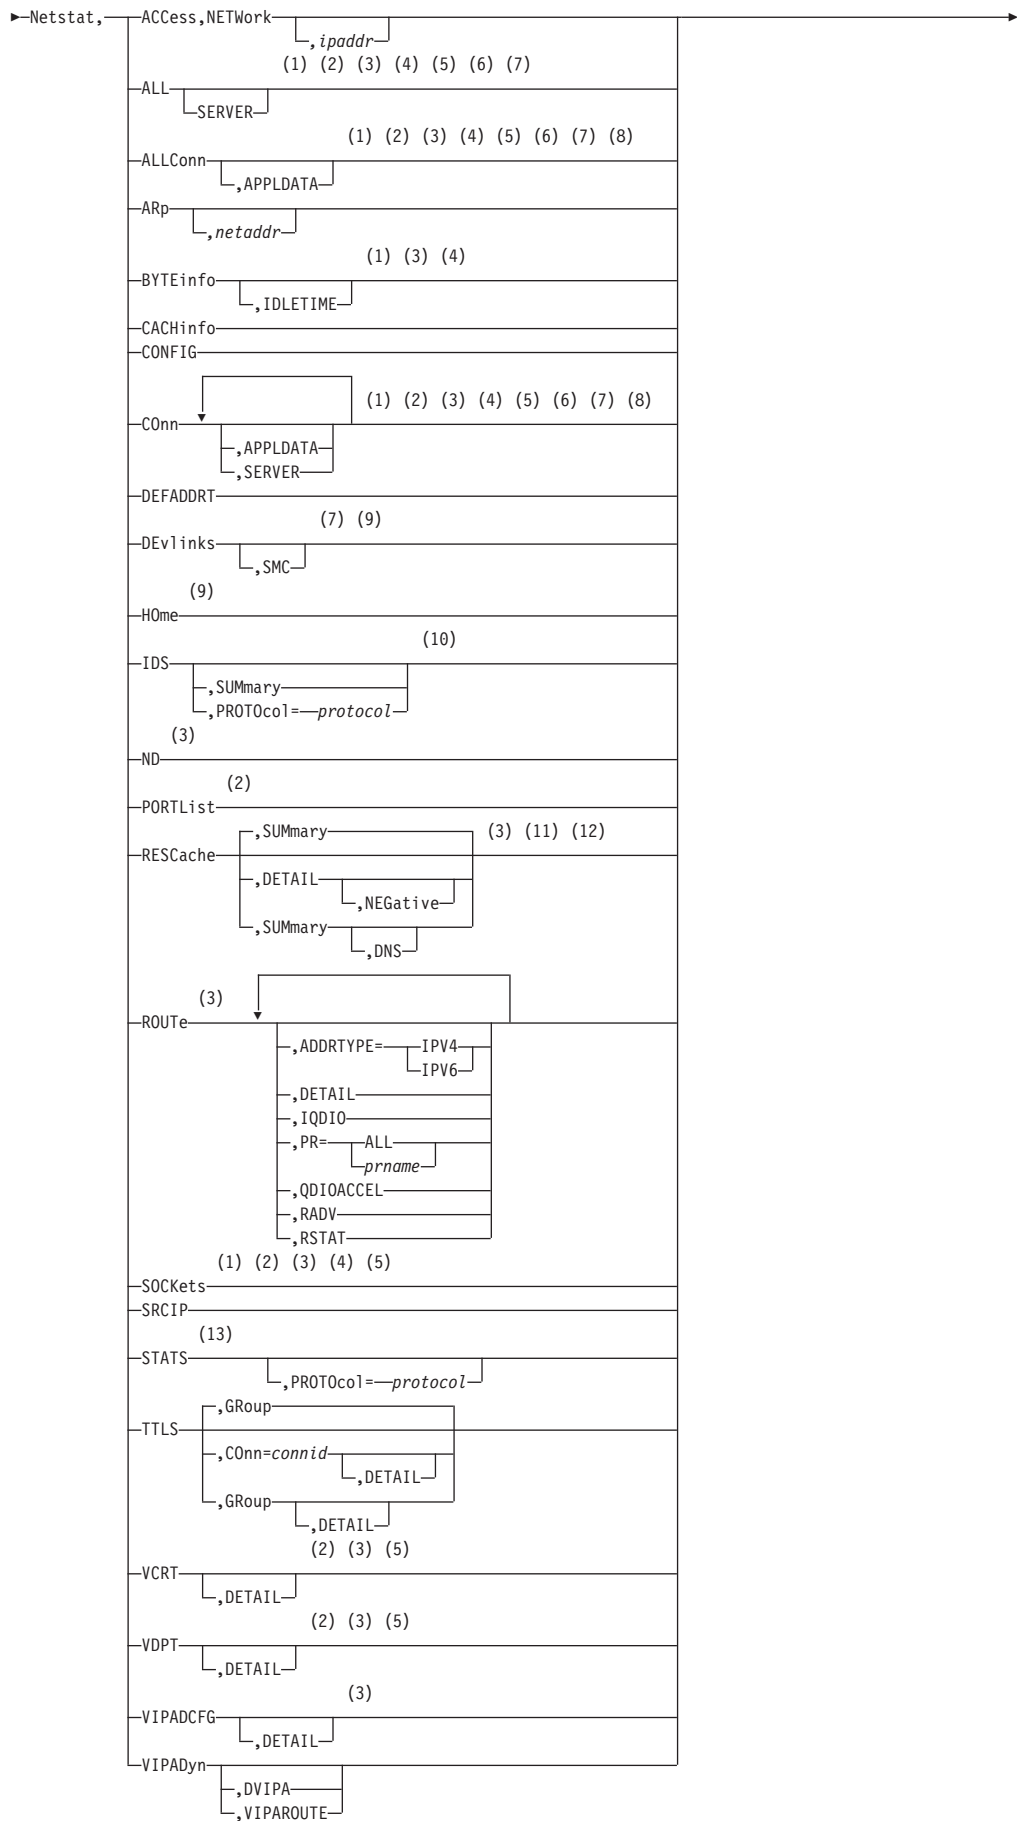 Netstat, ACCess,NETWork
,ipaddr
(1) (2) (3) (4) (5) (6) (7)
ALL
SERVER
(1) (2) (3) (4) (5) (6) (7) (8)
ALLConn
,APPLDATA
ARp
,netaddr
(1) (3) (4)
BYTEinfo
,IDLETIME
CACHinfo
CONFIG
(1) (2) (3) (4) (5) (6) (7) (8)
COnn
,APPLDATA
,SERVER
DEFADDRT
(7) (9)
DEvlinks
,SMC
(9)
HOme
(10)
IDS
,SUMmary
,PROTOcol= protocol
(3)
ND
(2)
PORTList
,SUMmary (3) (11) (12)
RESCache
,DETAIL
,NEGative
,SUMmary
,DNS
(3)
ROUTe
,ADDRTYPE= IPV4
IPV6
,DETAIL
,IQDIO
,PR= ALL
prname
,QDIOACCEL
,RADV
,RSTAT
(1) (2) (3) (4) (5)
SOCKets
SRCIP
(13)
STATS
,PROTOcol= protocol
,GRoup
TTLS
,COnn=connid
,DETAIL
,GRoup
,DETAIL
(2) (3) (5)
VCRT
,DETAIL
(2) (3) (5)
VDPT
,DETAIL
(3)
VIPADCFG
,DETAIL
VIPADyn
,DVIPA
,VIPAROUTE